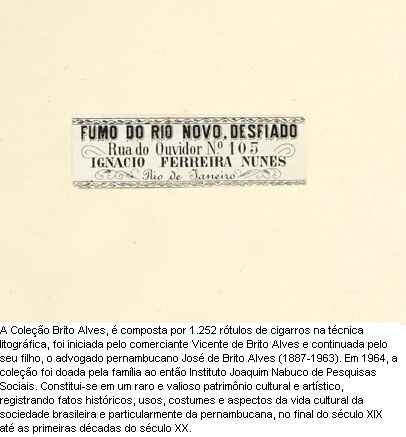 FUMO DO RIO NOVO, DESFIADO
Rua do Ouvidor Nº 105
IGNACIO FERREIRA NUNES
Rio de Janeiro
A Coleção Brito Alves, é composta por 1.252 rótulos de cigarros na técnica
litográfica, foi iniciada pelo comerciante Vicente de Brito Alves e continuada pelo
seu filho, o advogado pernambucano José de Brito Alves (1887-1963). Em 1964, a
coleção foi doada pela família ao então Instituto Joaquim Nabuco de Pesquisas
Sociais. Constitui-se em um raro e valioso patrimônio cultural e artístico,
registrando fatos históricos, usos, costumes e aspectos da vida cultural da
sociedade brasileira e particularmente da pernambucana, no final do século XIX
até as primeiras décadas do século XX.